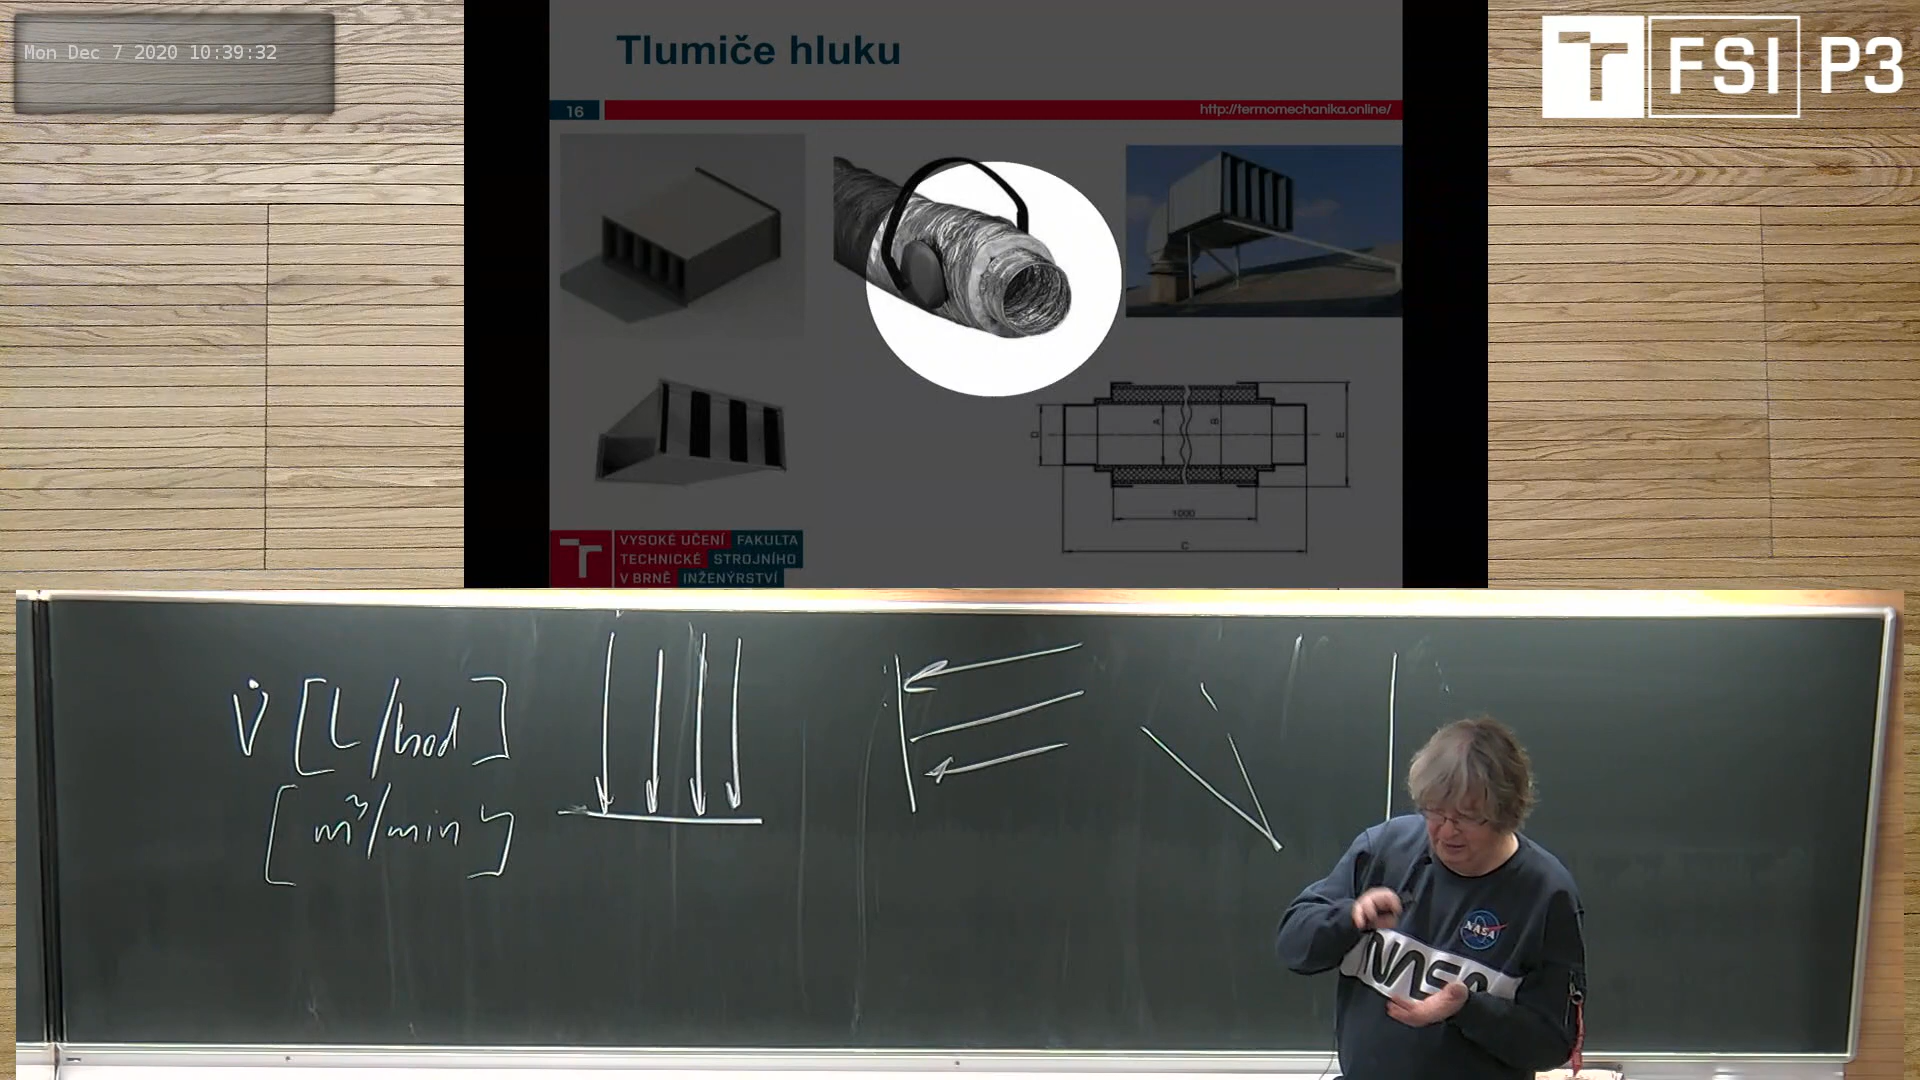 Mon Dec 7 2020 10:39:32
T FSI P3
Tlumiče hluku
16
http://termomechanika.online/
D
A
B
E
1000
C
VYSOKÉ UČENÍ FAKULTA
TECHNICKÉ STROJNÍHO
V BRNĚ INŽENÝRSTVÍ
V̇ [L/hod]
[m³/min]
NASA
NASA